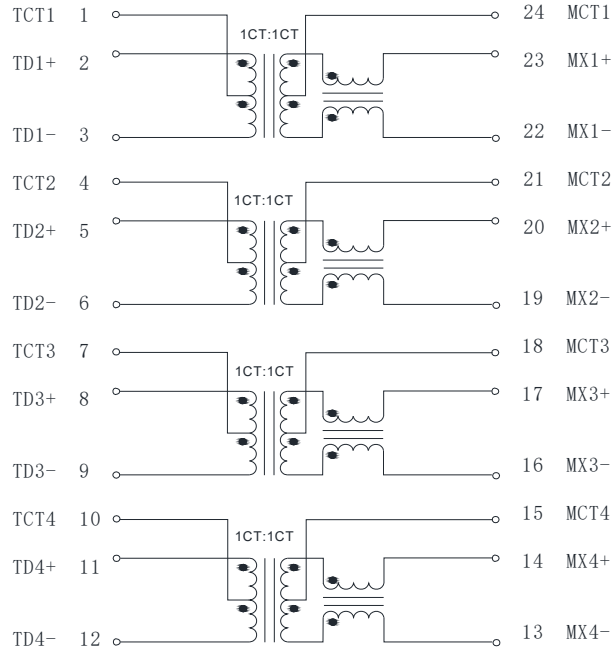 TCT1 1 24 MCT1
1CT:1CT
TD1+ 2 23 MX1+
TD1- 3 22 MX1-
TCT2 4 21 MCT2
1CT:1CT
TD2+ 5 20 MX2+
TD2- 6 19 MX2-
TCT3 7 18 MCT3
1CT:1CT
TD3+ 8 17 MX3+
TD3- 9 16 MX3-
TCT4 10 15 MCT4
1CT:1CT
TD4+ 11 14 MX4+
TD4- 12 13 MX4-